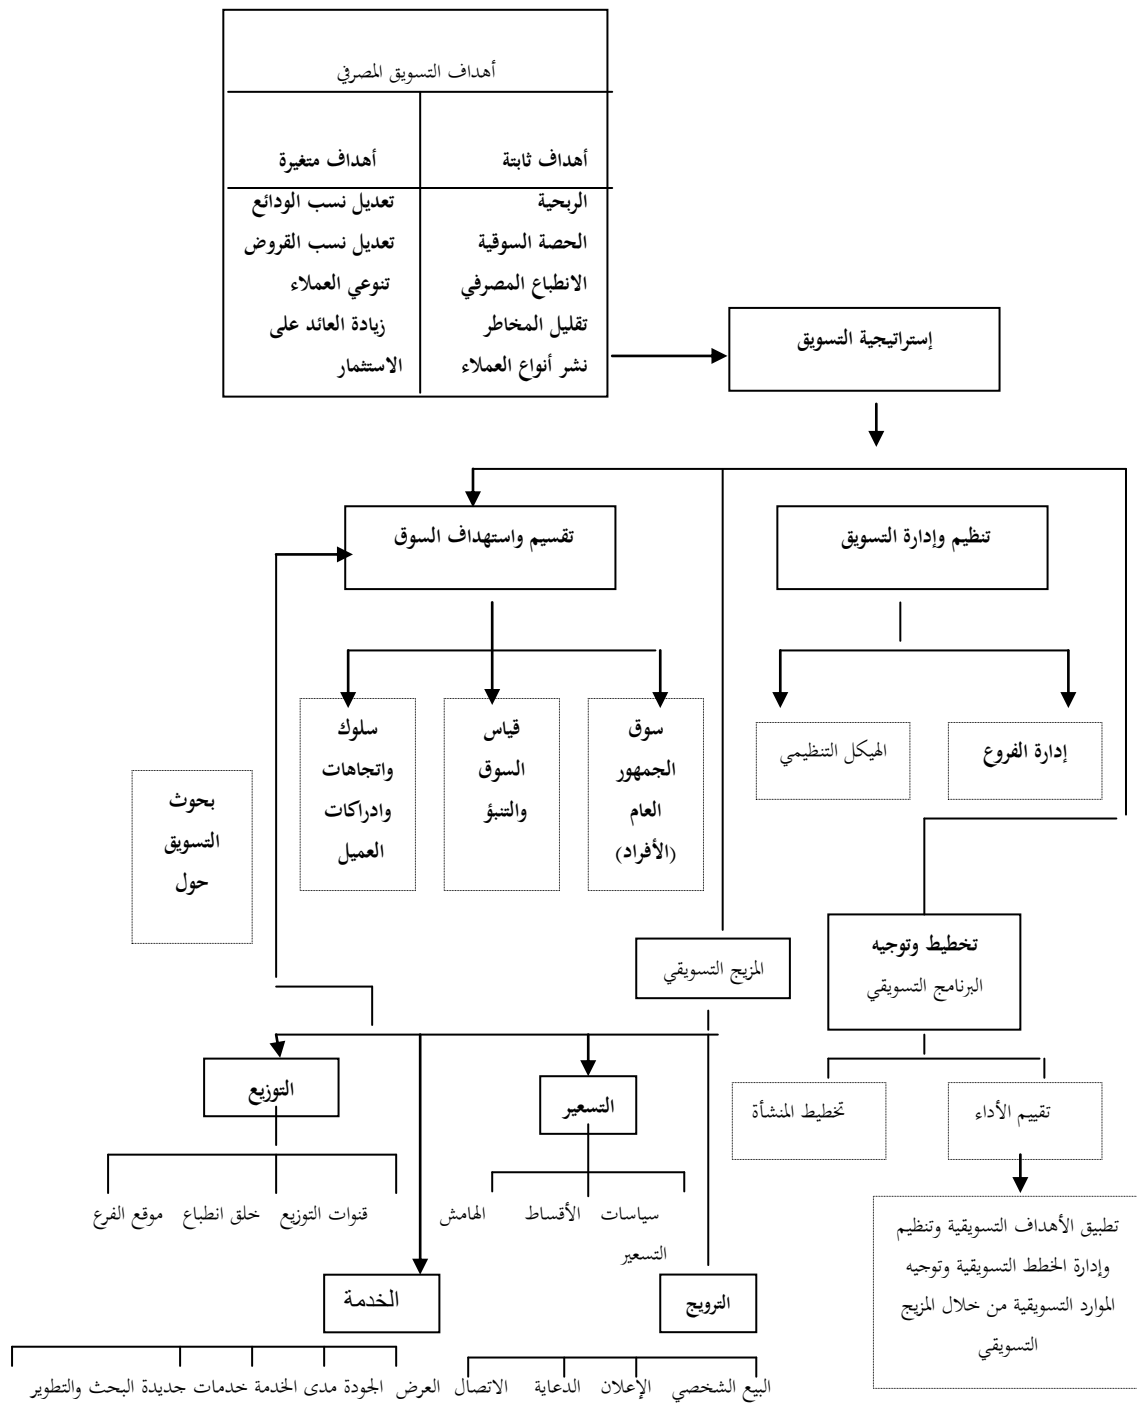 أهداف التسويق المصرفي
أهداف ثابتة
أهداف متغيرة
الربحية
الحصة السوقية
الانطباع المصرفي
تقليل المخاطر
نشر أنواع العملاء
تعديل نسب الودائع
تعديل نسب القروض
تنوعي العملاء
زيادة العائد على
الاستثمار
إستراتيجية التسويق
تنظيم وإدارة التسويق
تقسيم واستهداف السوق
إدارة الفروع
الهيكل التنظيمي
سوق
الجمهور
العام
(الأفراد)
قياس
السوق
والتنبؤ
سلوك
واتجاهات
وادراكات
العميل
بحوث
التسويق
حول
تخطيط وتوجيه
البرنامج التسويقي
المزيج التسويقي
تقييم الأداء
تخطيط المنشأة
التسعير
التوزيع
سياسات
التسعير
الأقساط
الهامش
قنوات التوزيع
خلق انطباع
موقع الفرع
تطبيق الأهداف التسويقية وتنظيم
وإدارة الخطط التسويقية وتوجيه
الموارد التسويقية من خلال المزيج
التسويقي
الترويج
الخدمة
البيع الشخصي
الإعلان
الدعاية
الاتصال
العرض الجودة مدى الخدمة خدمات جديدة البحث والتطوير